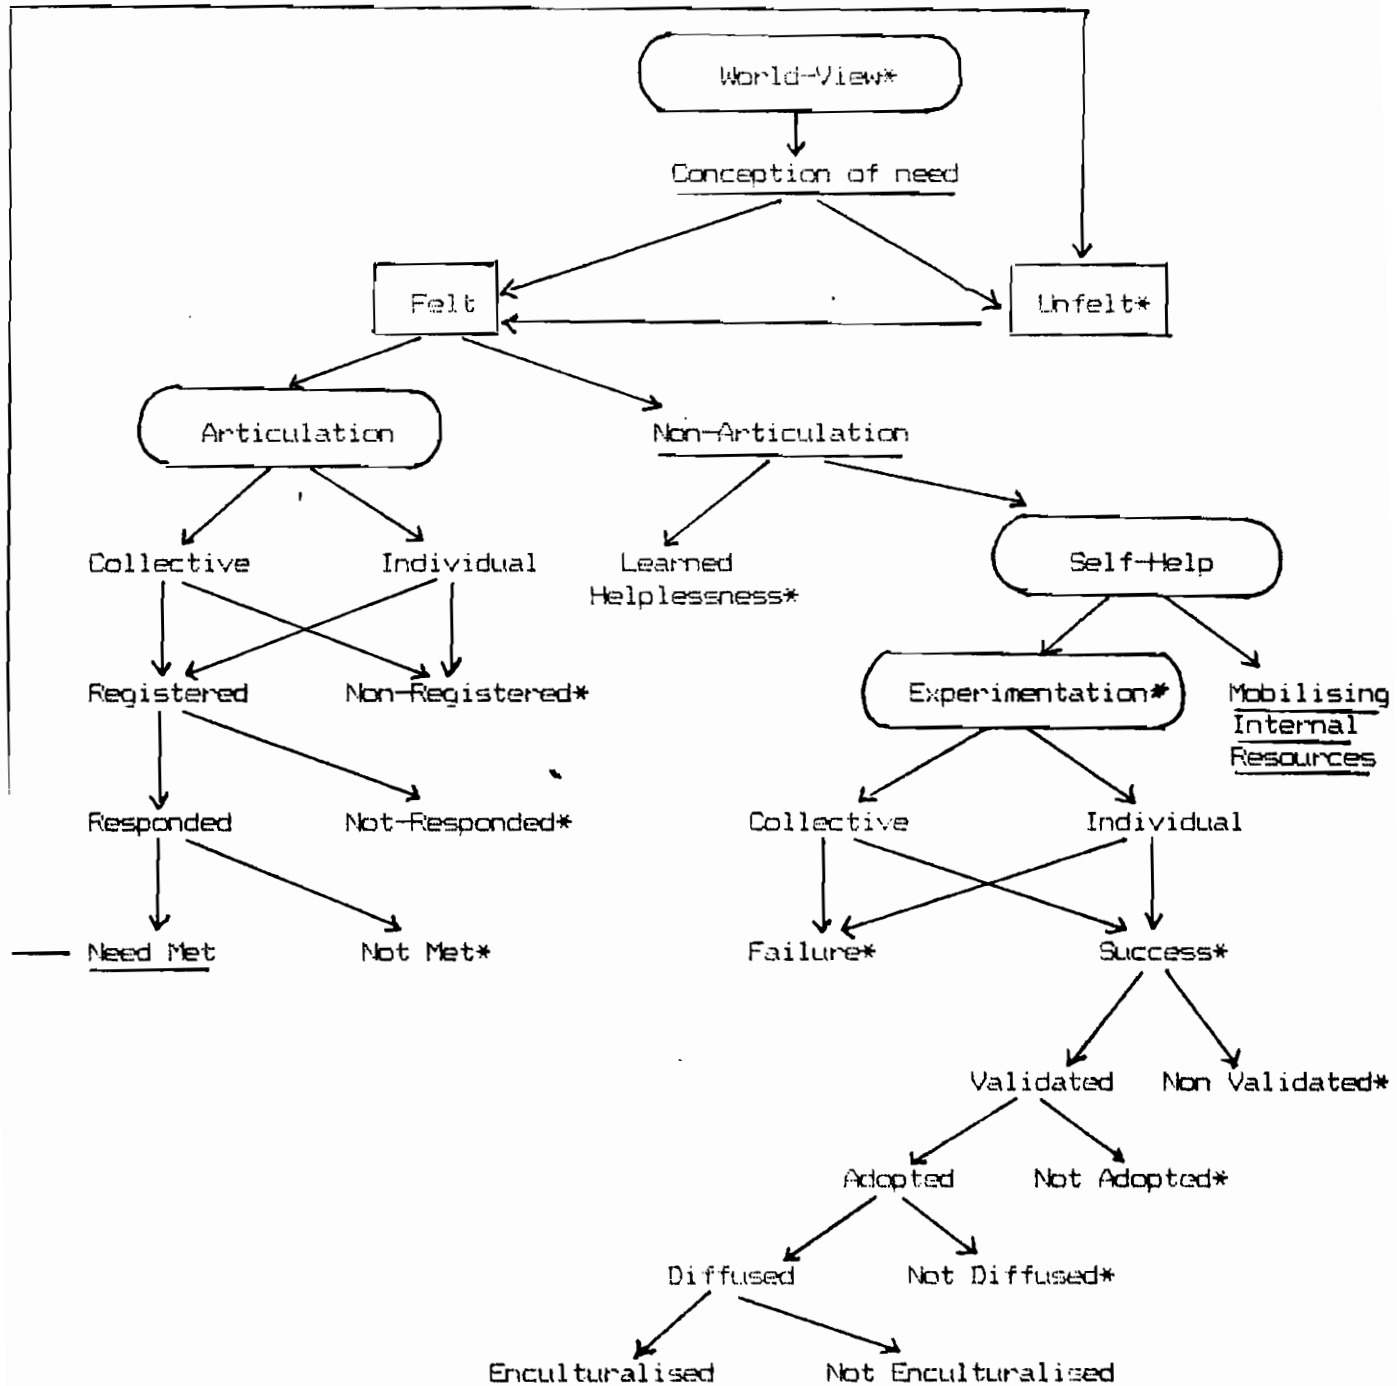 World-View*
Conception of need
Felt
Unfelt*
Articulation
Non-Articulation
Collective
Individual
Learned
Helplessness*
Self-Help
Registered
Non-Registered*
Experimentation*
Mobilising
Internal
Resources
Responded
Not-Responded*
Collective
Individual
Need Met
Not Met*
Failure*
Success*
Validated
Non Validated*
Adopted
Not Adopted*
Diffused
Not Diffused*
Enculturalised
Not Enculturalised